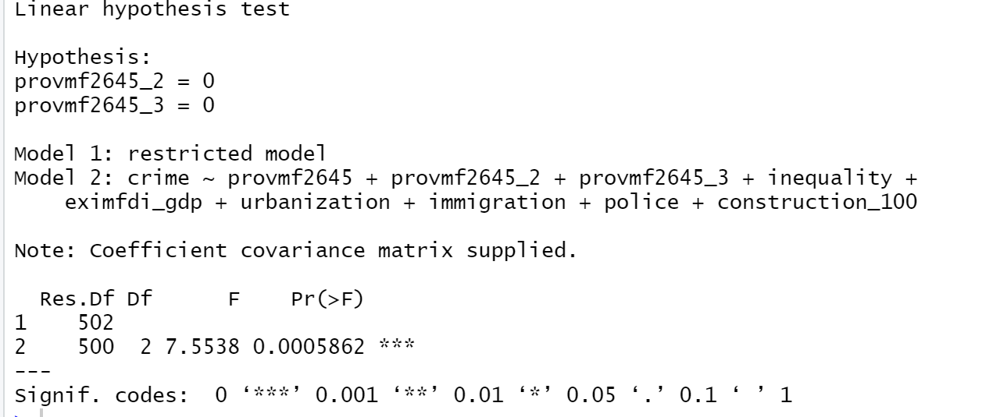 Linear hypothesis test
Hypothesis:
provmf2645_2 = 0
provmf2645_3 = 0
Model 1: restricted model
Model 2: crime ~ provmf2645 + provmf2645_2 + provmf2645_3 + inequality +
eximfdi_gdp + urbanization + immigration + police + construction_100
Note: Coefficient covariance matrix supplied.
Res.Df Df F Pr(>F)
1 502
2 500 2 7.5538 0.0005862 ***
---
Signif. codes: 0 ‘***’ 0.001 ‘**’ 0.01 ‘*’ 0.05 ‘.’ 0.1 ‘ ’ 1